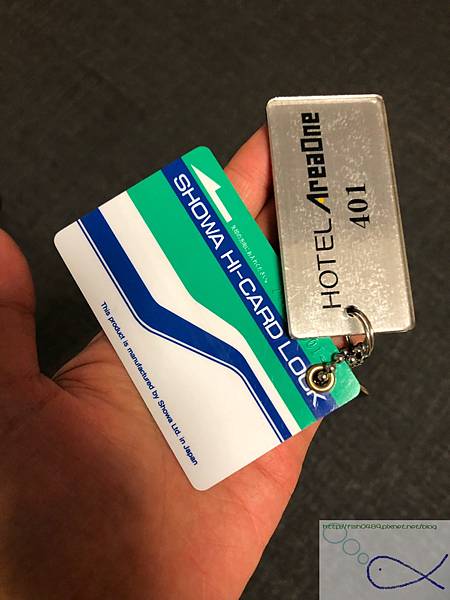 HOTEL AreaOne
401
SHOWA HI-CARD LOCK
This product is manufactured by Showa Ltd. in Japan
http://fish0484.pixnet.net/blog